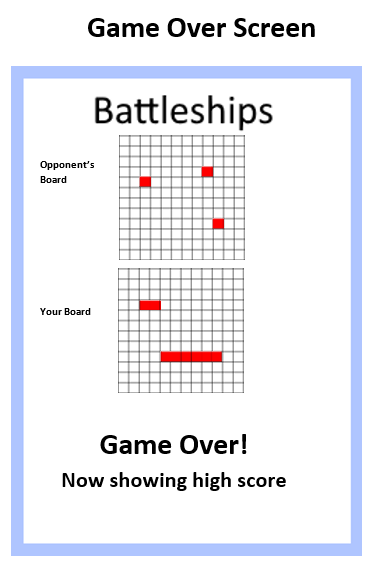 Game Over Screen
Battleships
Opponent's
Board
Your Board
Game Over!
Now showing high score